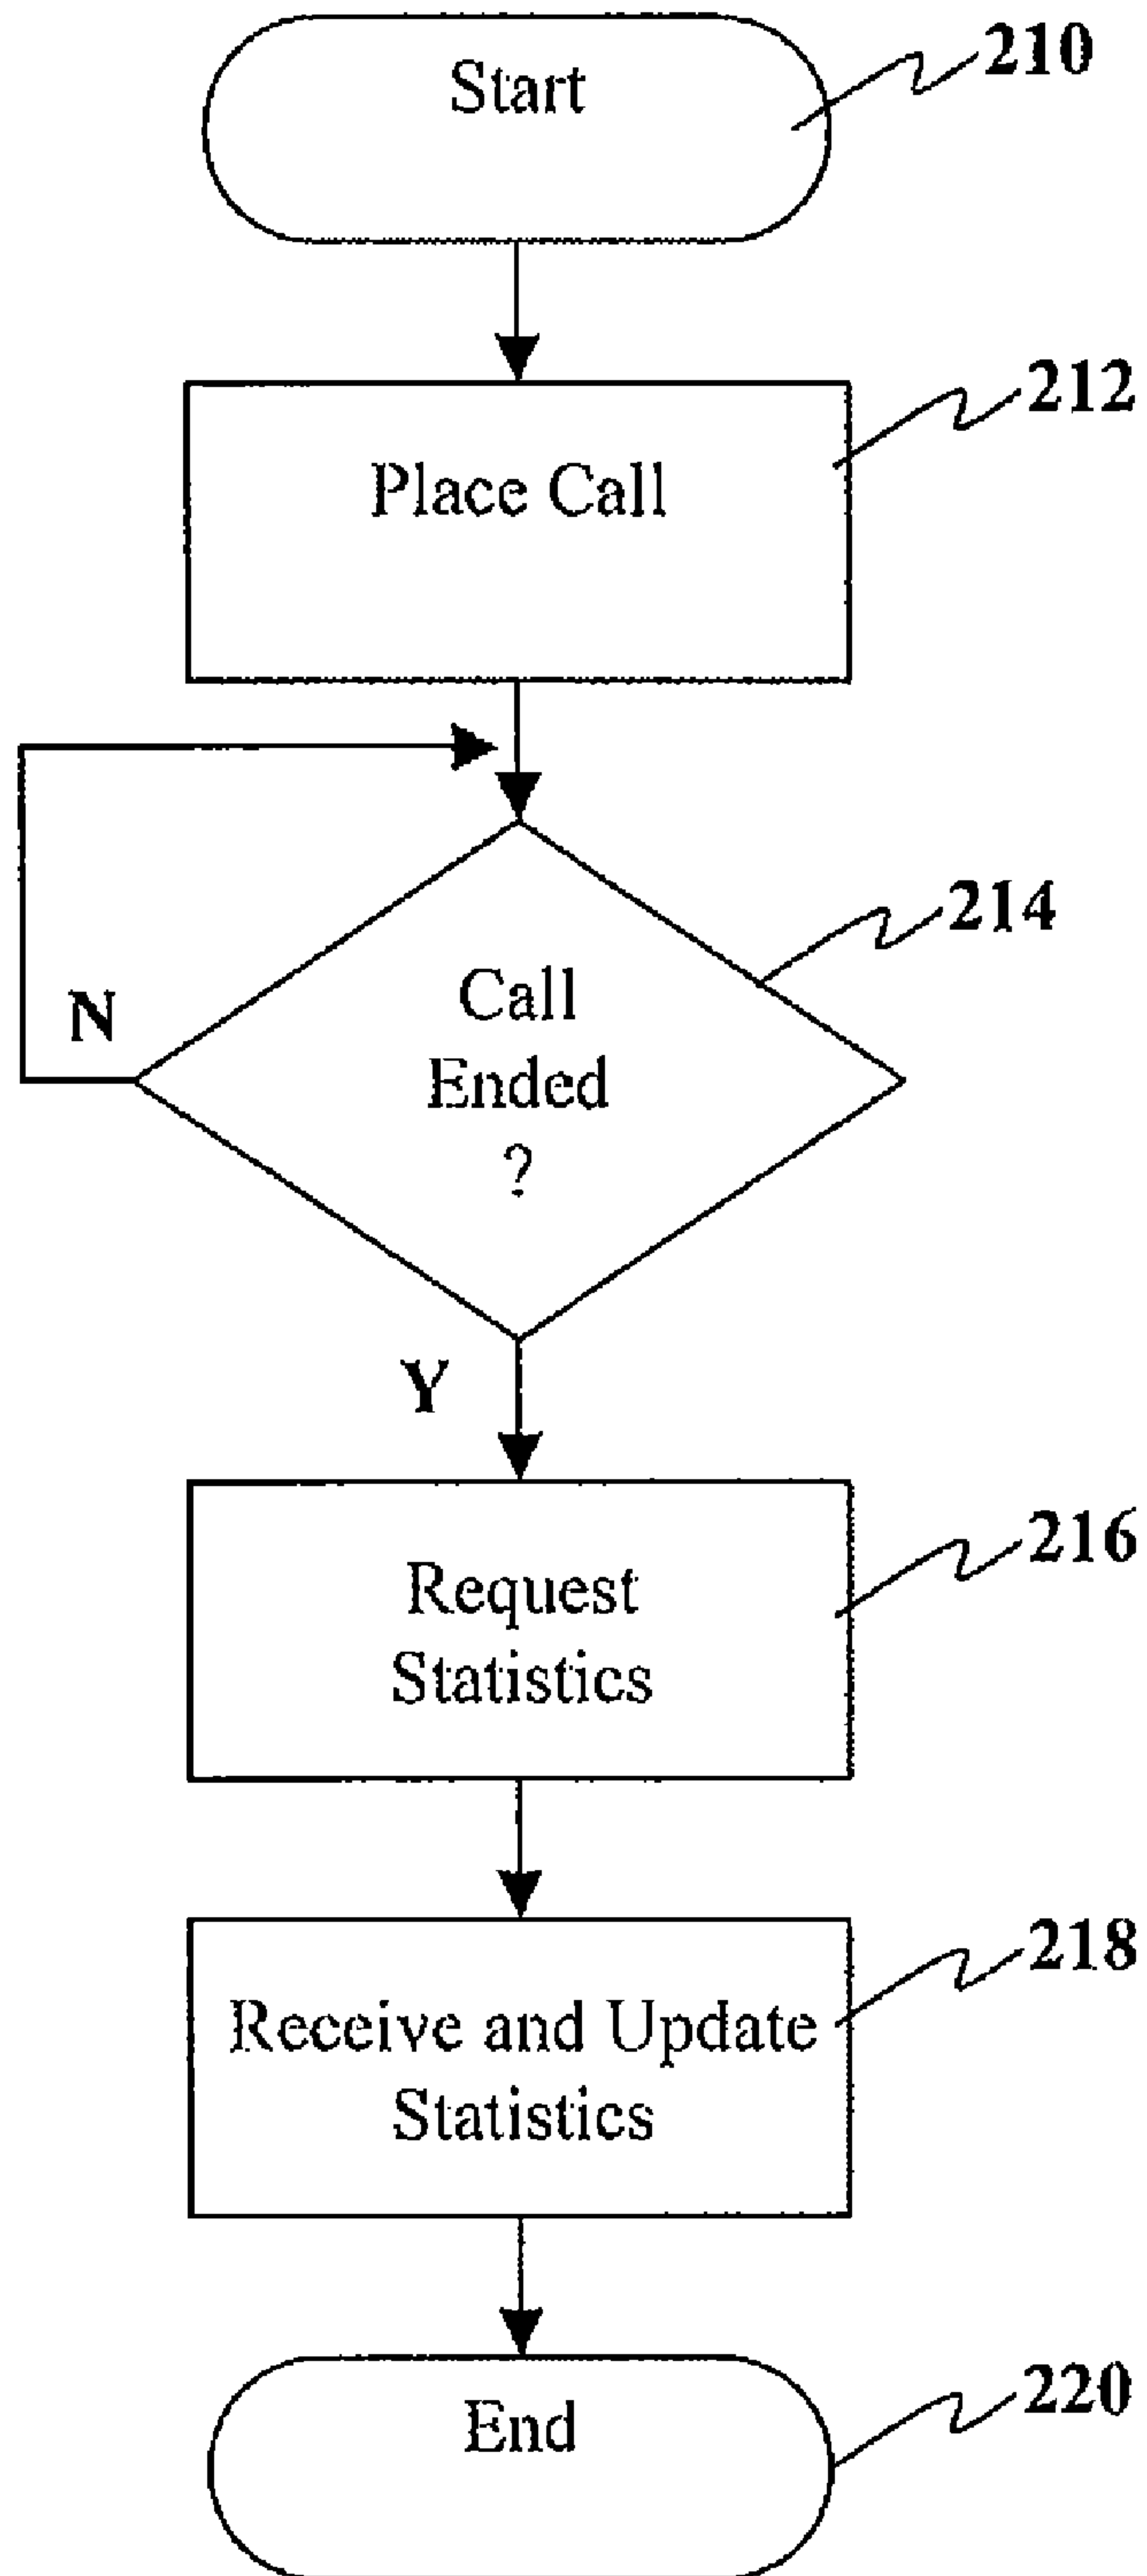 Start
210
Place Call
212
Call
Ended
?
214
N
Y
Request
Statistics
216
Receive and Update
Statistics
218
End
220